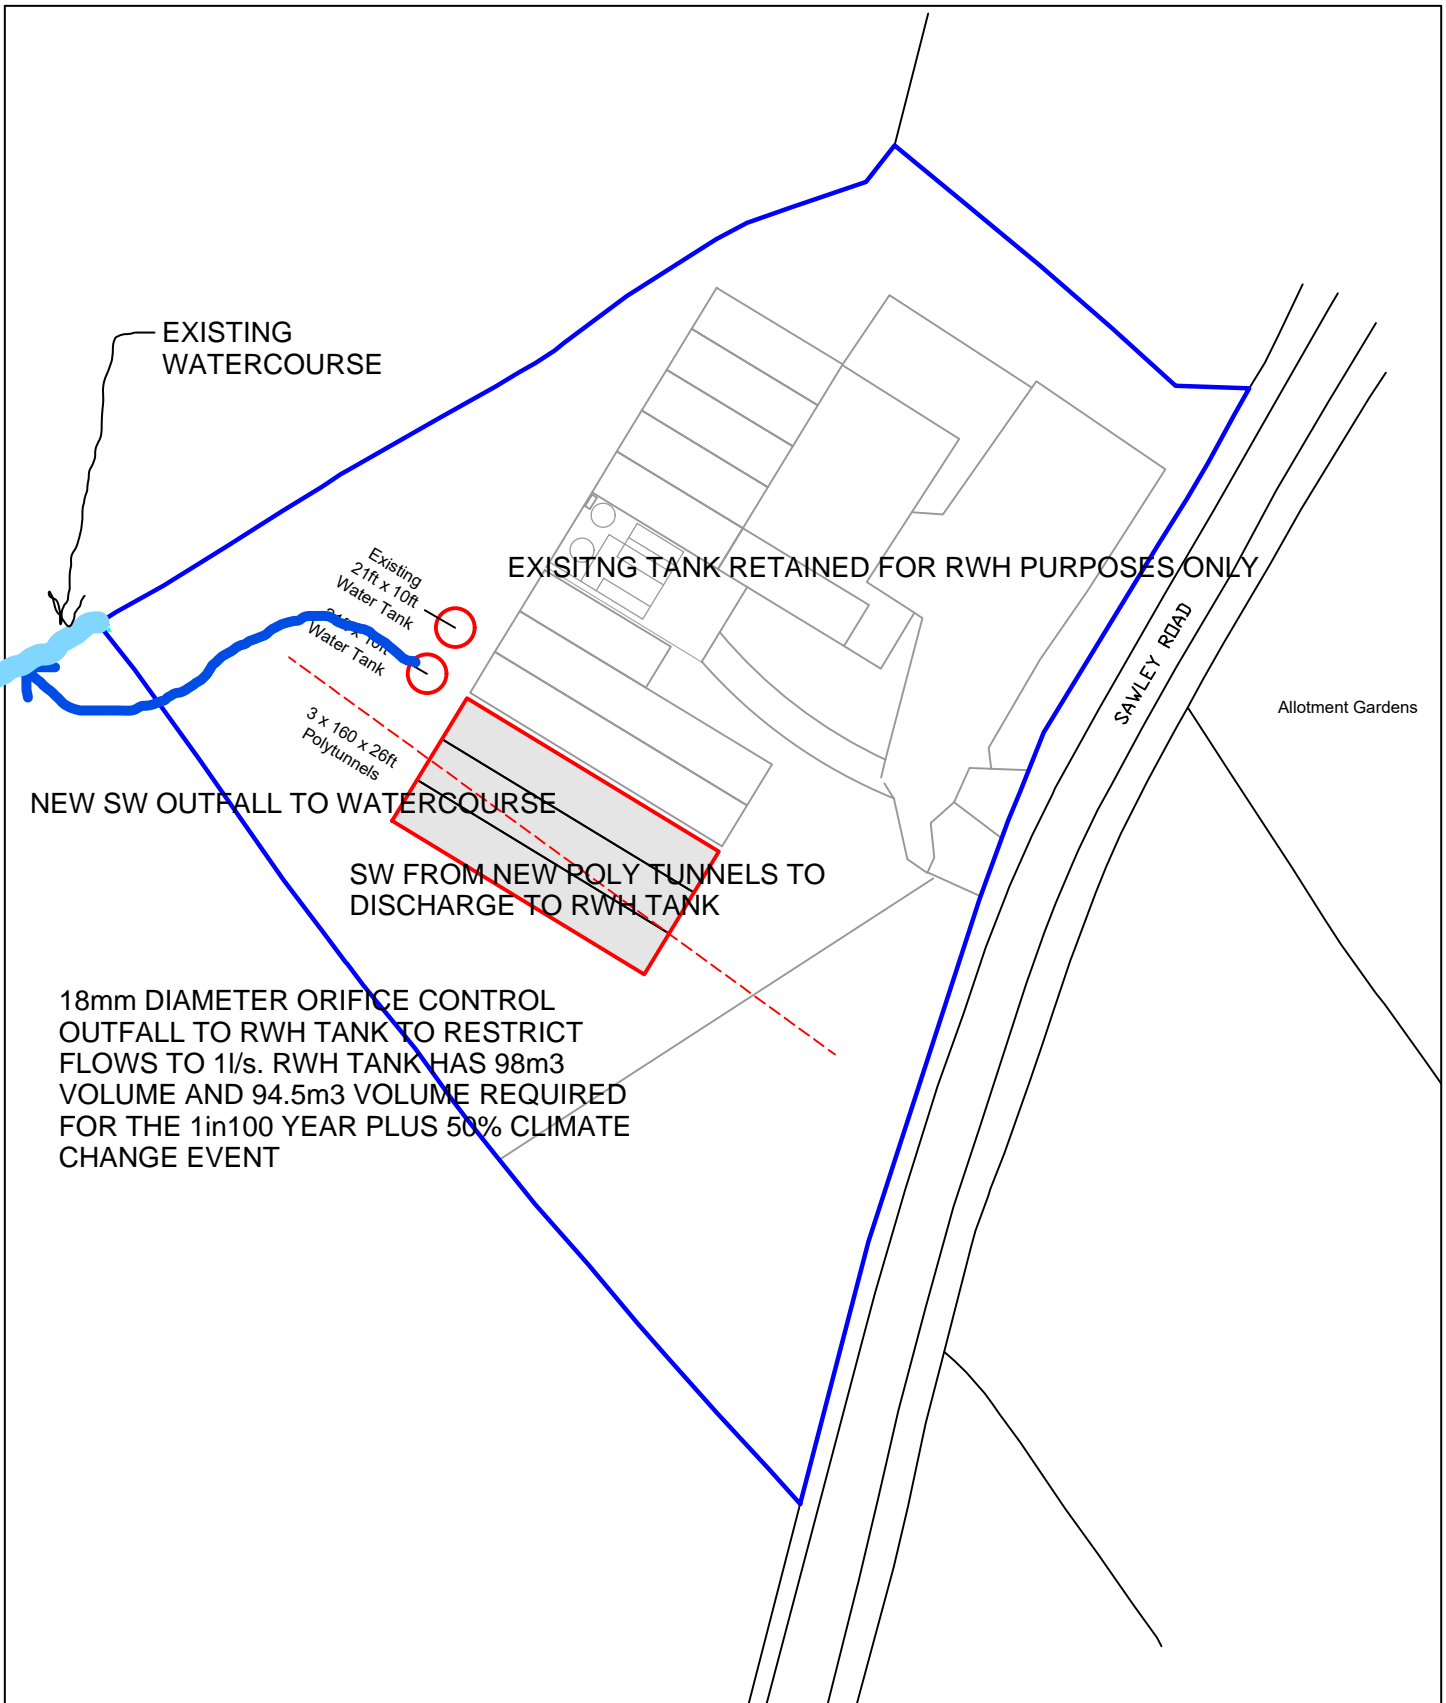 EXISTING
WATERCOURSE
Existing
21ft x 10ft
Water Tank
EXISITNG TANK RETAINED FOR RWH PURPOSES ONLY
Water Tank
SAWLEY ROAD
Allotment Gardens
3 x 160 x 26ft
Polytunnels
NEW SW OUTFALL TO WATERCOURSE
SW FROM NEW POLY TUNNELS TO
DISCHARGE TO RWH TANK
18mm DIAMETER ORIFICE CONTROL
OUTFALL TO RWH TANK TO RESTRICT
FLOWS TO 1l/s. RWH TANK HAS 98m3
VOLUME AND 94.5m3 VOLUME REQUIRED
FOR THE 1in100 YEAR PLUS 50% CLIMATE
CHANGE EVENT